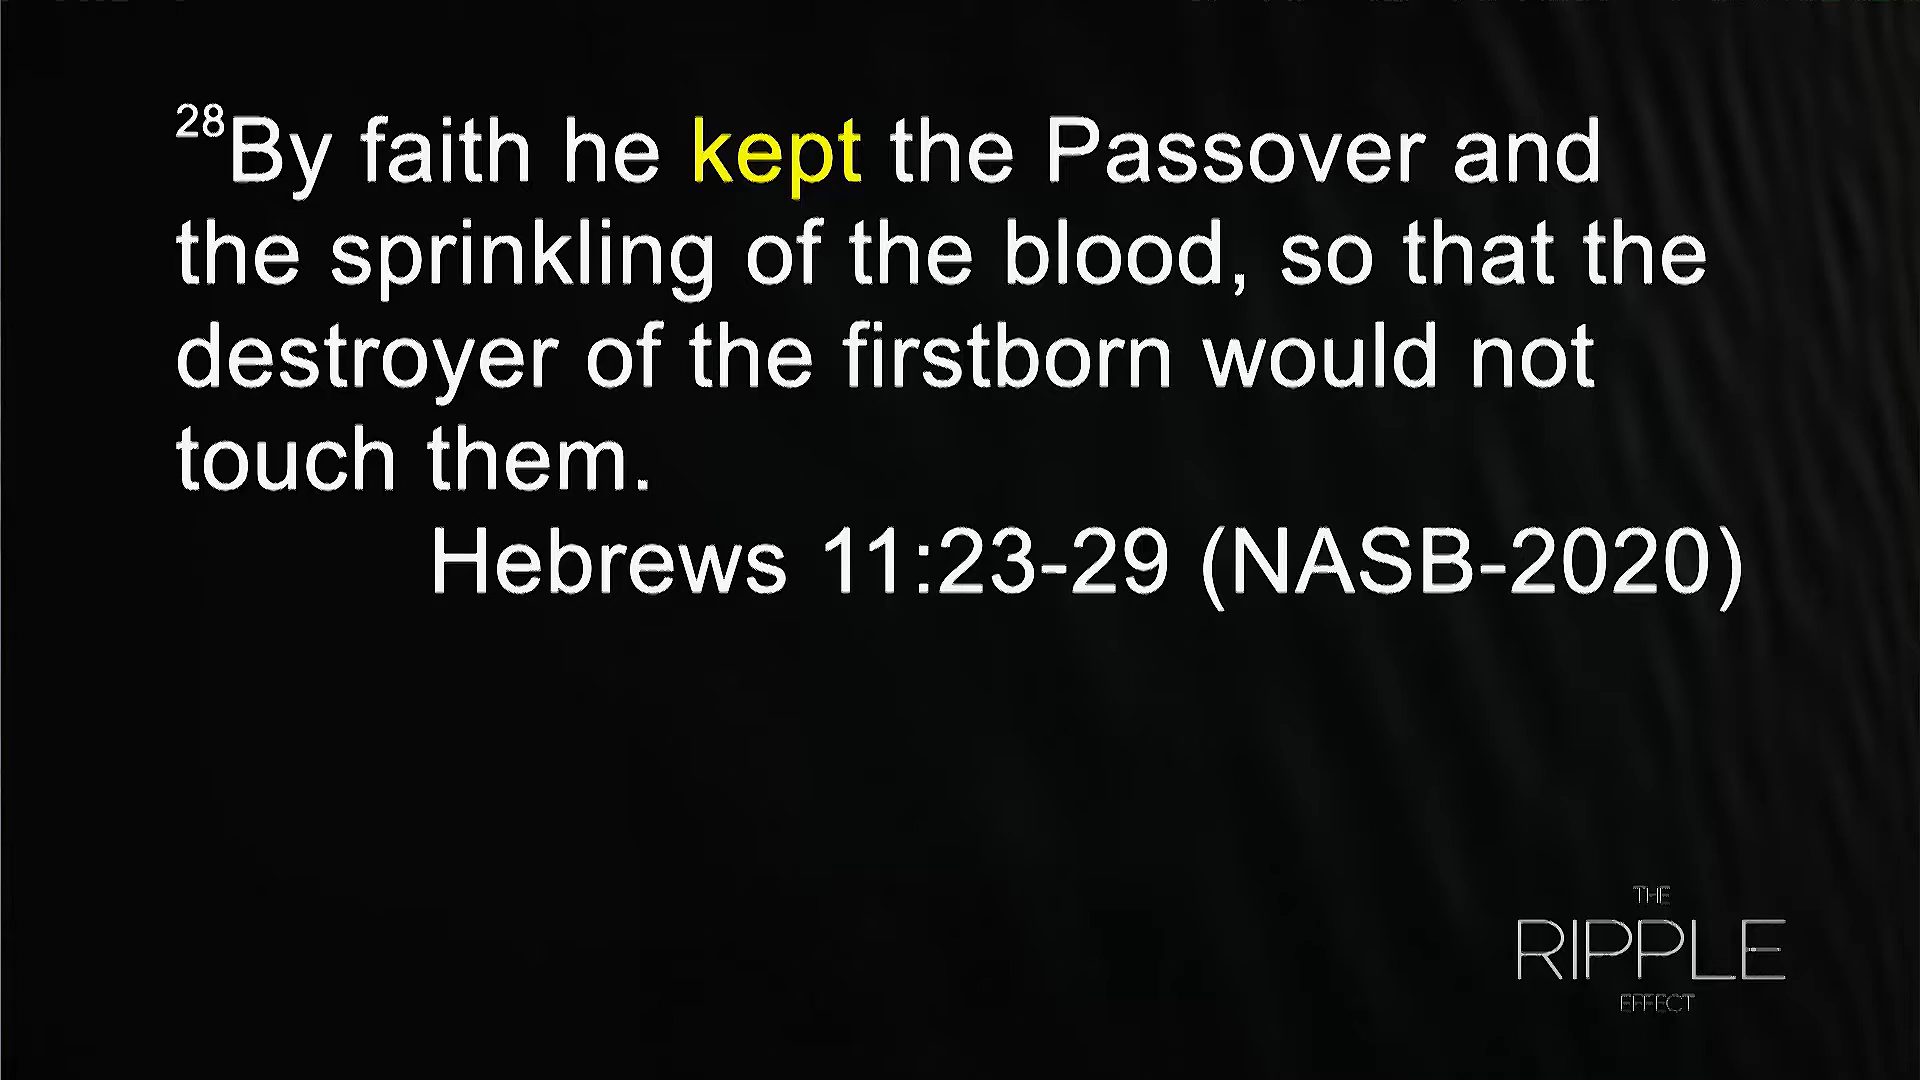 28By faith he kept the Passover and
the sprinkling of the blood, so that the
destroyer of the firstborn would not
touch them.
Hebrews 11:23-29 (NASB-2020)
THE
RIPPLE
EFFECT